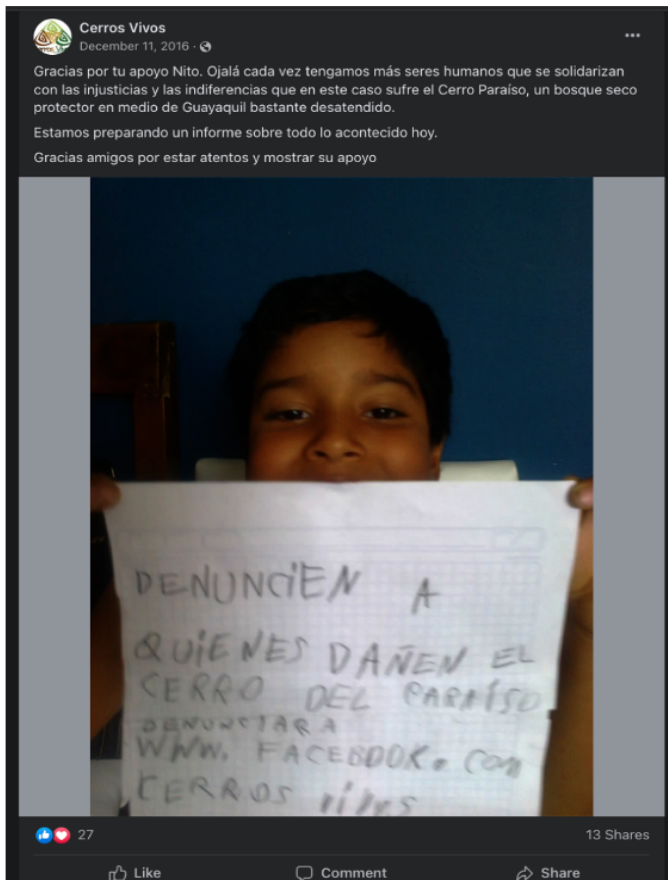 Cerros Vivos
December 11, 2016
Gracias por tu apoyo Nito. Ojalá cada vez tengamos más seres humanos que se solidarizan
con las injusticias y las indiferencias que en este caso sufre el Cerro Paraíso, un bosque seco
protector en medio de Guayaquil bastante desatendido.
Estamos preparando un informe sobre todo lo acontecido hoy.
Gracias amigos por estar atentos y mostrar su apoyo
DENUNCIEN A
QUIENES DAÑEN EL
CERRO DEL PARAÍSO
DENUNCIAR A
WWW. FACEBOOK. COM
CERROS vivos
27
13 Shares
Like
Comment
Share